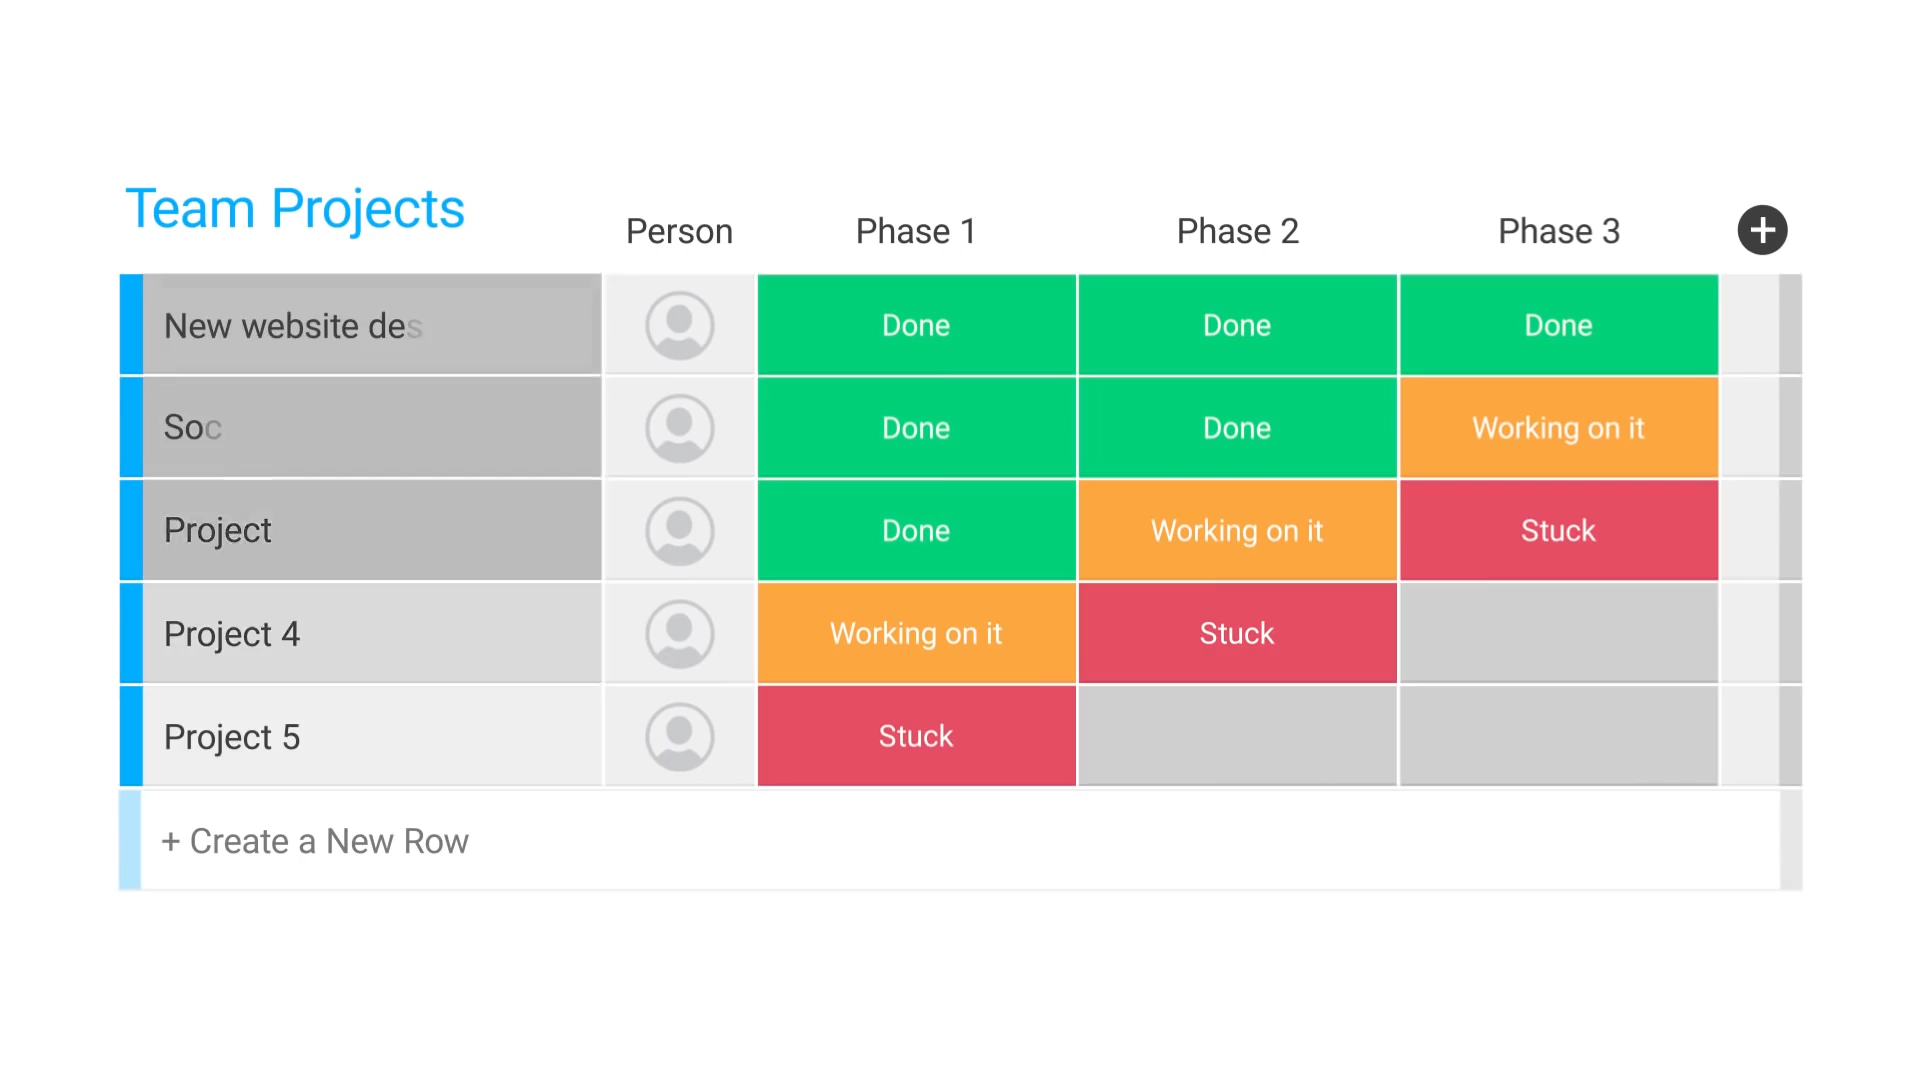 Team Projects
Person Phase 1 Phase 2 Phase 3
New website des Done Done Done
Soc Done Done Working on it
Project Done Working on it Stuck
Project 4 Working on it Stuck
Project 5 Stuck
+ Create a New Row